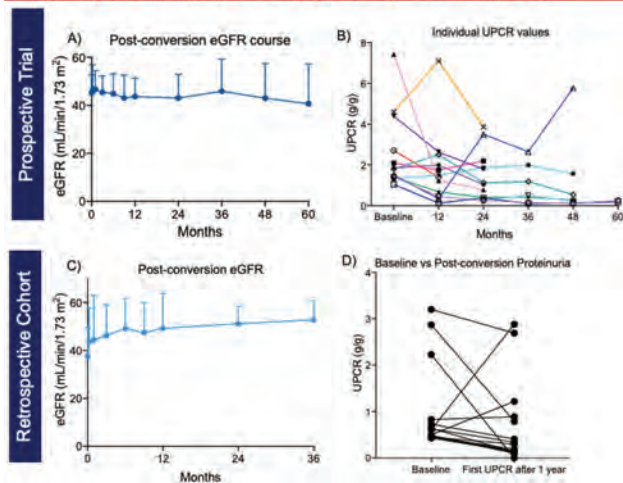 Prospective Trial
A) Post-conversion eGFR course
eGFR (mL/min/1.73 m²)
60
40
20
0
0 12 24 36 48 60
Months
B) Individual UPCR values
UPCR (g/g)
8
6
4
2
0
Baseline 12 24 36 48 60
Months
Retrospective Cohort
C) Post-conversion eGFR
eGFR (mL/min/1.73 m²)
80
60
40
20
0
0 12 24 36
Months
D) Baseline vs Post-conversion Proteinuria
UPCR (g/g)
4
3
2
1
0
Baseline First UPCR after 1 year